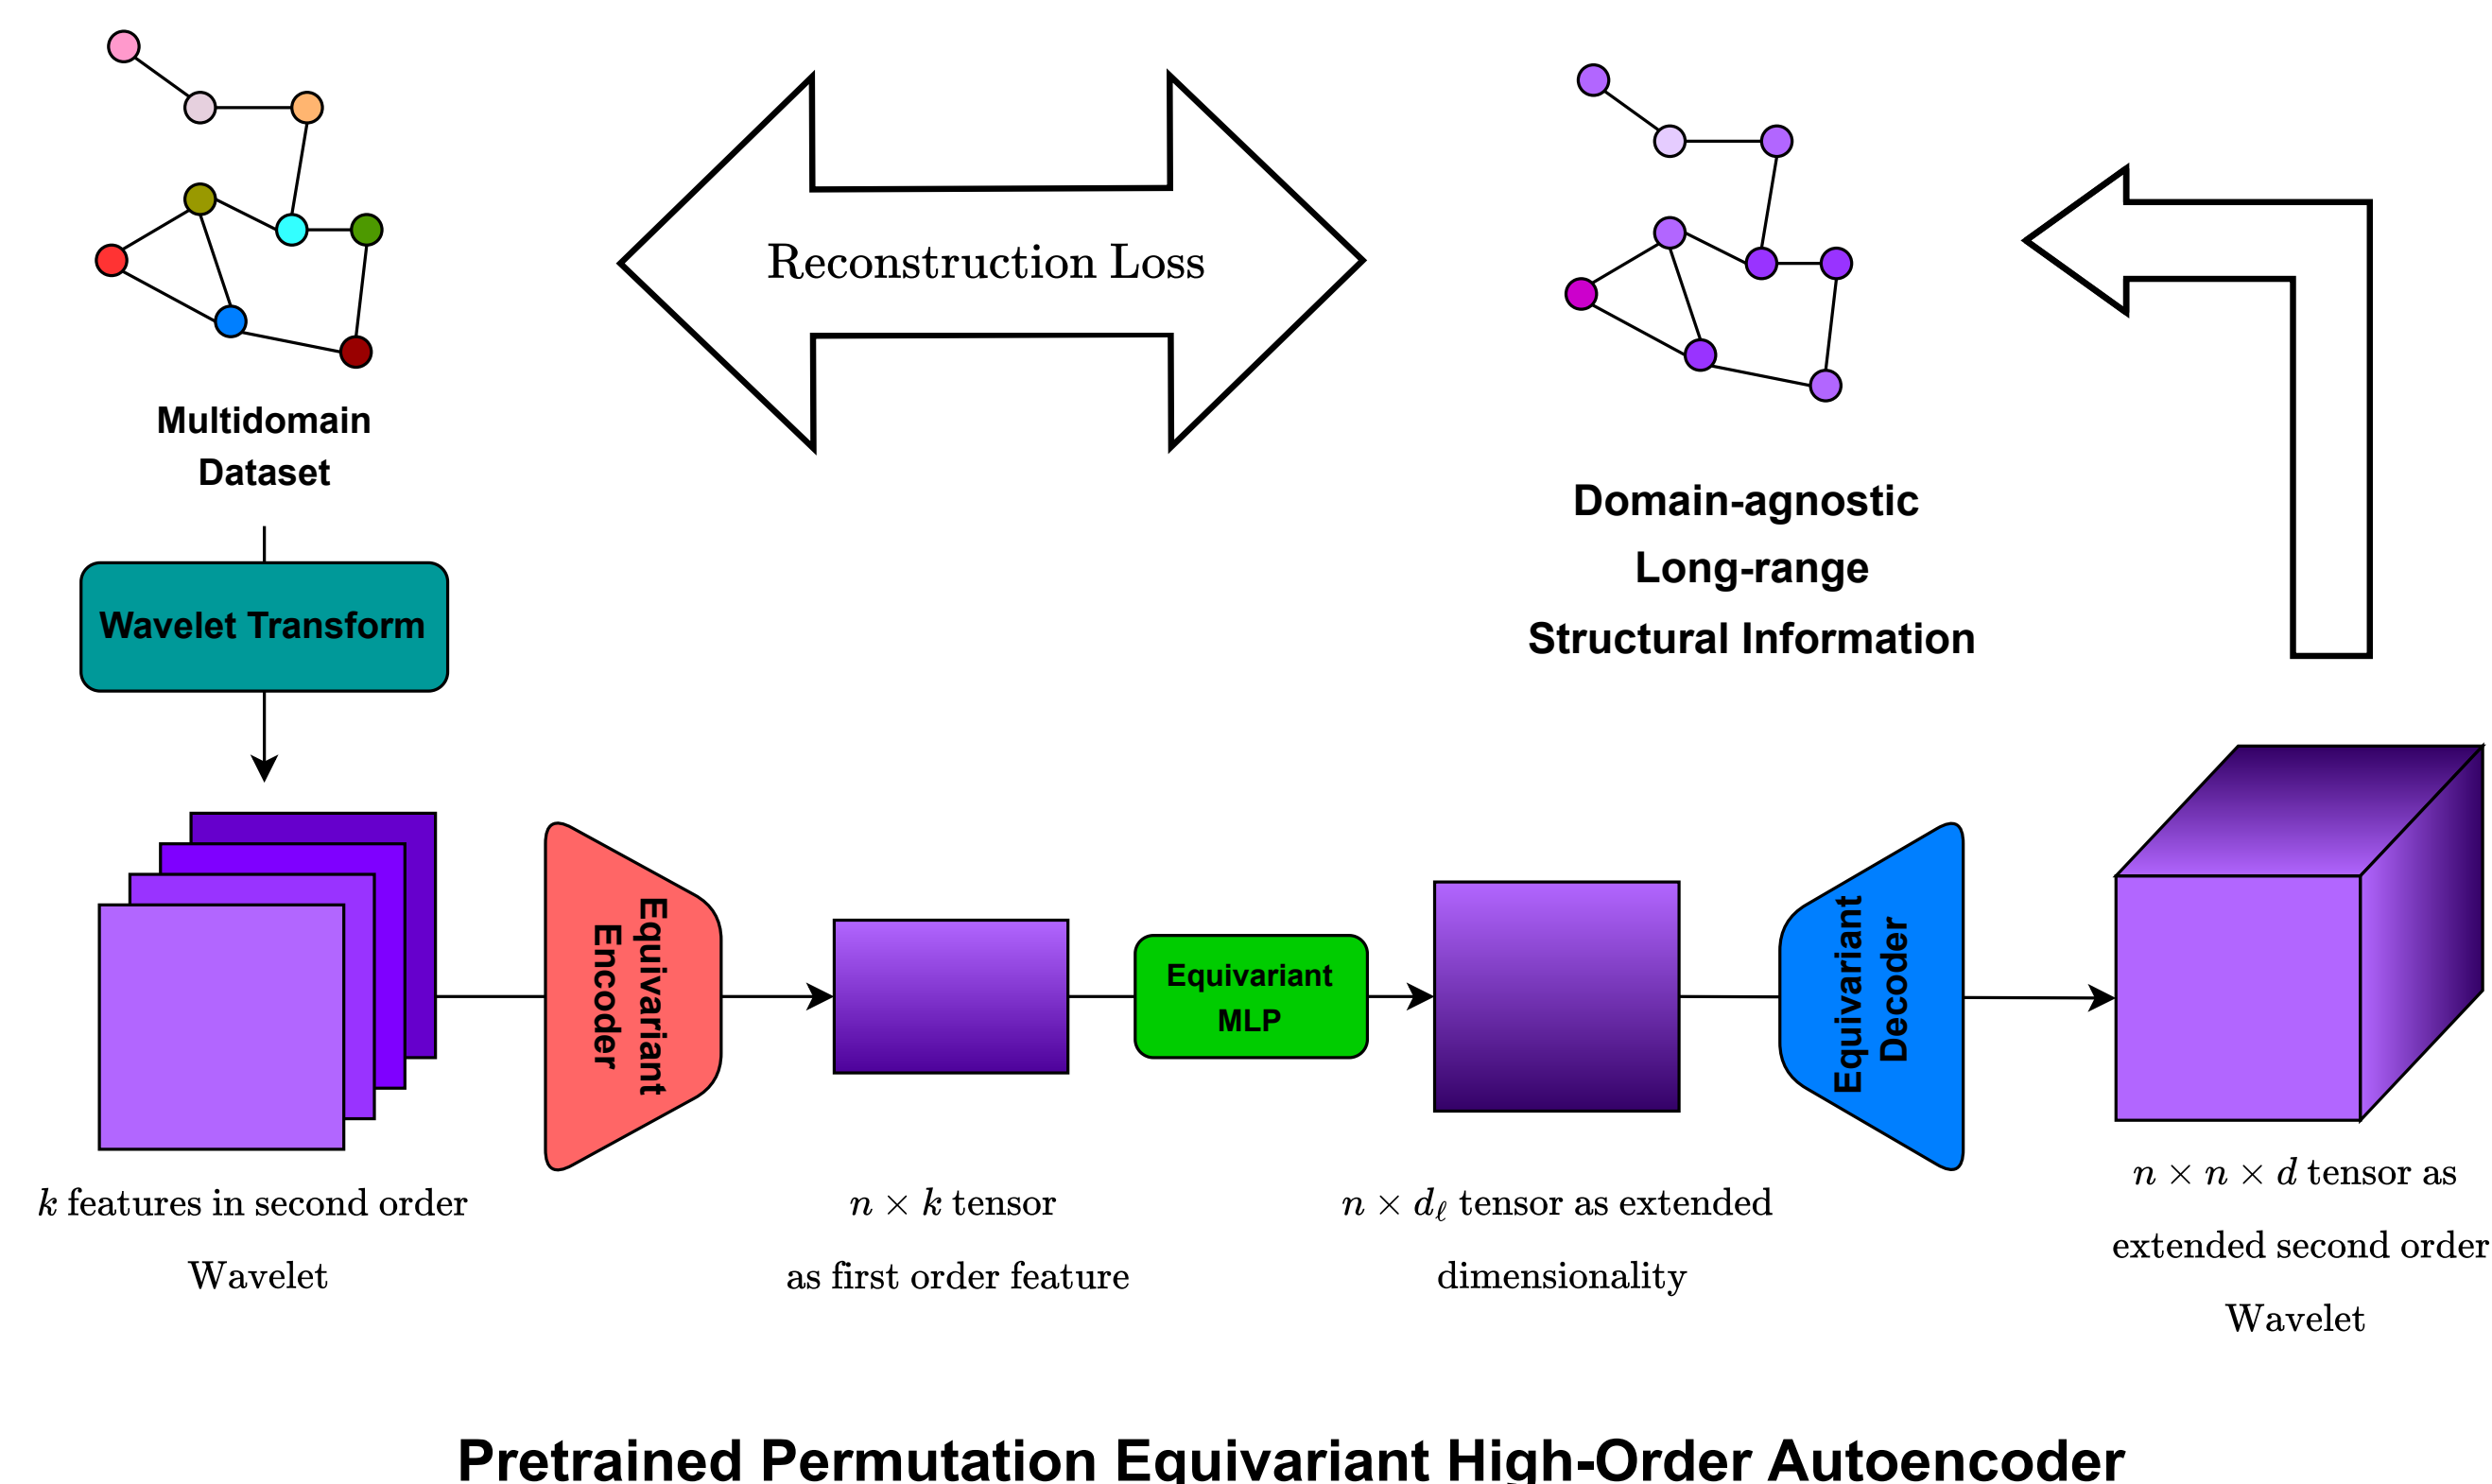 Reconstruction Loss
Multidomain
Dataset
Domain-agnostic
Long-range
Structural Information
Wavelet Transform
Equivariant
Encoder
Equivariant
MLP
Equivariant
Decoder
k features in second order
Wavelet
n × k tensor
as first order feature
n × dₗ tensor as extended
dimensionality
n × n × d tensor as
extended second order
Wavelet
Pretrained Permutation Equivariant High-Order Autoencoder